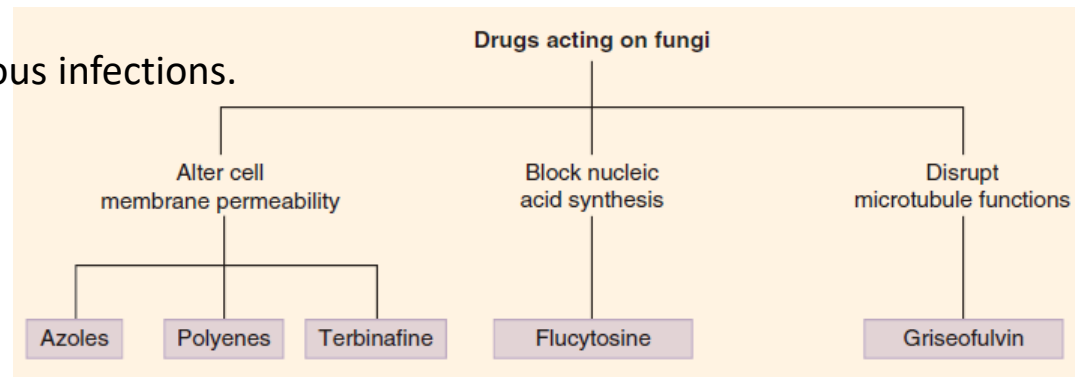 Drugs acting on fungi
ous infections.
Alter cell
membrane permeability
Block nucleic
acid synthesis
Disrupt
microtubule functions
Azoles
Polyenes
Terbinafine
Flucytosine
Griseofulvin